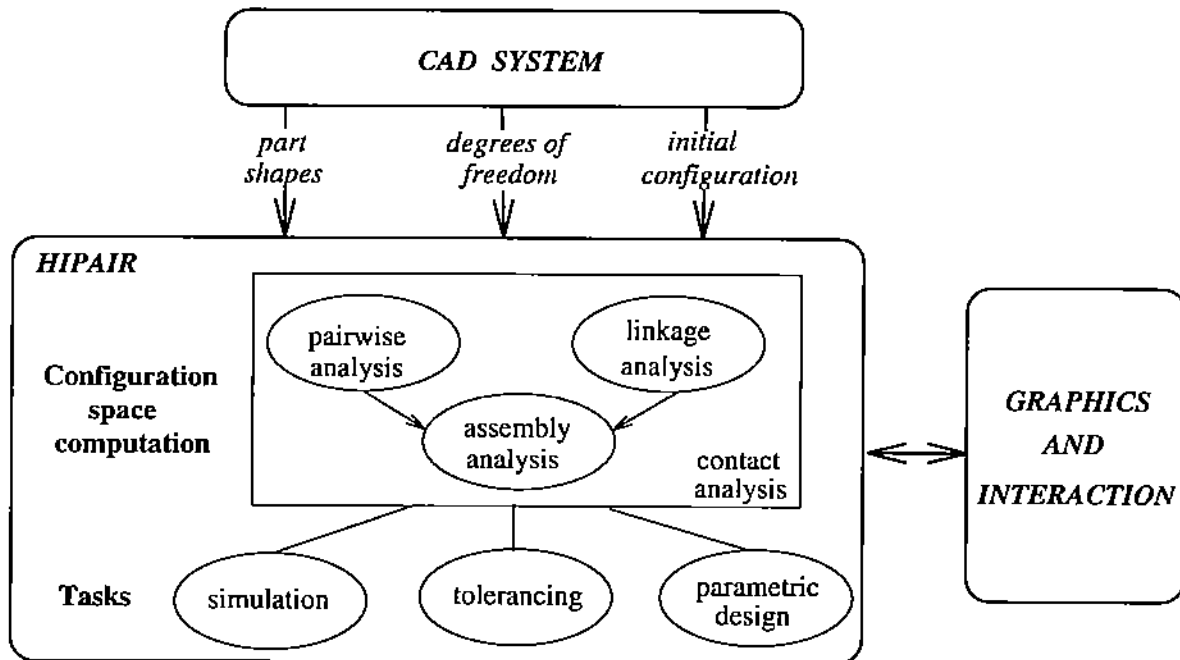 CAD SYSTEM
part
shapes
degrees of
freedom
initial
configuration
HIPAIR
Configuration
space
computation
pairwise
analysis
linkage
analysis
assembly
analysis
contact
analysis
Tasks
simulation
tolerancing
parametric
design
GRAPHICS
AND
INTERACTION